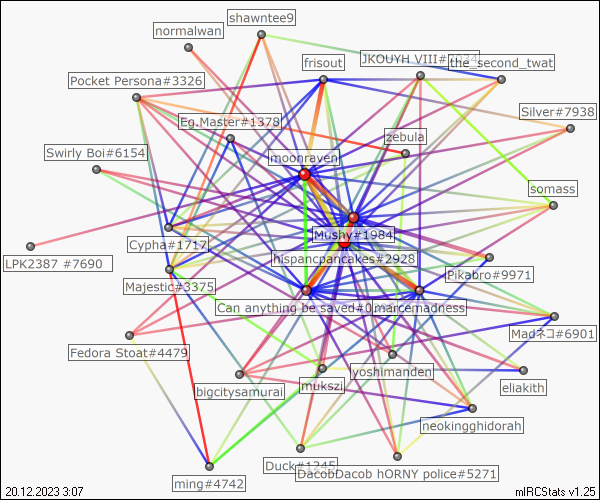 shawntee9
normalwan
frisout
JKOUYH VIII#
the_second_twat
Pocket Persona#3326
Silver#7938
Eg.Master#1378
zebula
moonraven
Swirly Boi#6154
somass
Mushy#1984
Cypha#1717
hispancpancakes#2928
LPK2387 #7690
Pikabro#9971
Majestic#3375
Can anything be saved#0
marcemadness
Madネコ#6901
Fedora Stoat#4479
yoshimanden
bigcitysamurai
mukszi
eliakith
neokingghidorah
Duck#1245
DacobDacob hORNY police#5271
ming#4742
20.12.2023 3:07
mIRCStats v1.25